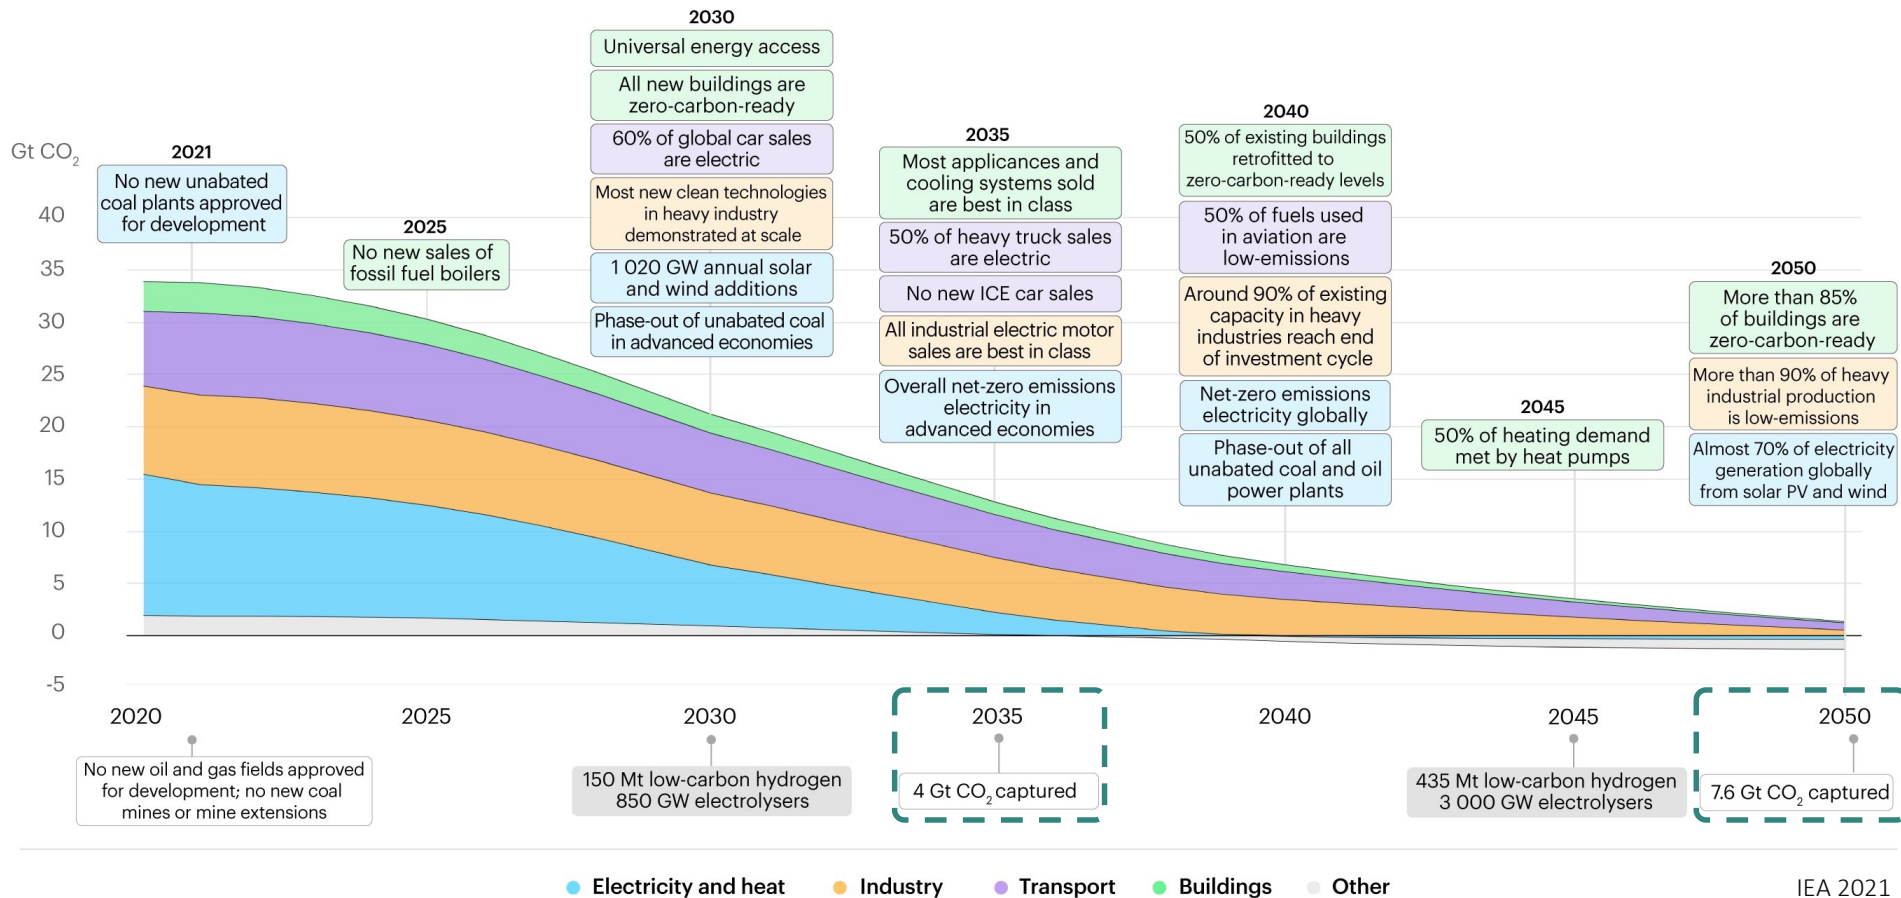 2030
Universal energy access
All new buildings are
zero-carbon-ready
60% of global car sales
are electric
Most new clean technologies
in heavy industry
demonstrated at scale
1 020 GW annual solar
and wind additions
Phase-out of unabated coal
in advanced economies
Gt CO₂
2021
No new unabated
coal plants approved
for development
2025
No new sales of
fossil fuel boilers
2035
Most applicances and
cooling systems sold
are best in class
50% of heavy truck sales
are electric
No new ICE car sales
All industrial electric motor
sales are best in class
Overall net-zero emissions
electricity in
advanced economies
2040
50% of existing buildings
retrofitted to
zero-carbon-ready levels
50% of fuels used
in aviation are
low-emissions
Around 90% of existing
capacity in heavy
industries reach end
of investment cycle
Net-zero emissions
electricity globally
Phase-out of all
unabated coal and oil
power plants
2045
50% of heating demand
met by heat pumps
2050
More than 85%
of buildings are
zero-carbon-ready
More than 90% of heavy
industrial production
is low-emissions
Almost 70% of electricity
generation globally
from solar PV and wind
40
35
30
25
20
15
10
5
0
-5
2020
2025
2030
2035
2040
2045
2050
No new oil and gas fields approved
for development; no new coal
mines or mine extensions
150 Mt low-carbon hydrogen
850 GW electrolysers
4 Gt CO₂ captured
435 Mt low-carbon hydrogen
3 000 GW electrolysers
7.6 Gt CO₂ captured
Electricity and heat
Industry
Transport
Buildings
Other
IEA 2021